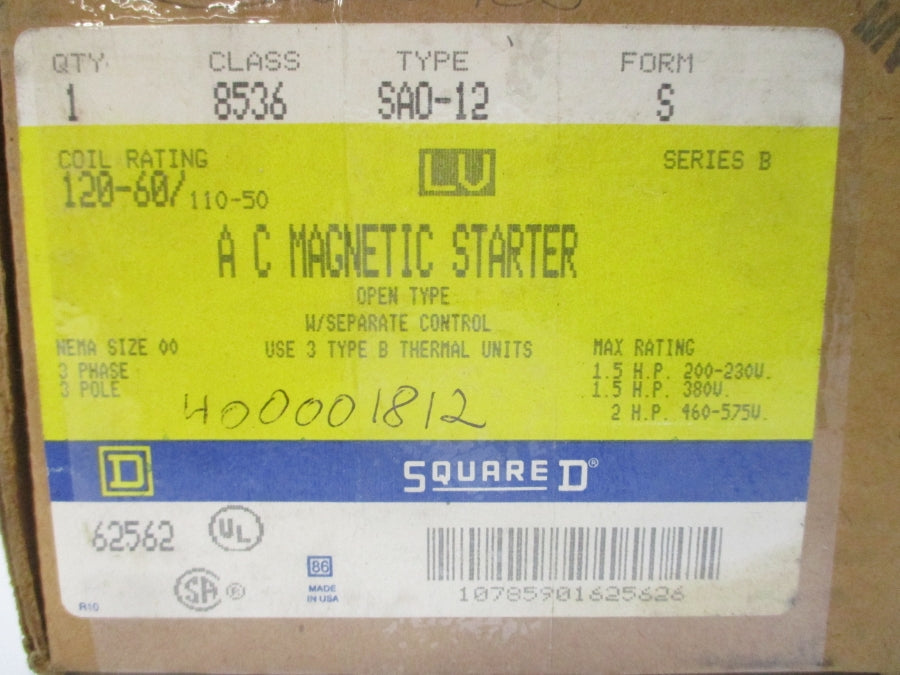 QTY CLASS TYPE FORM
1 8536 SAO-12 S
COIL RATING SERIES B
120-60/110-50
LV
A C MAGNETIC STARTER
OPEN TYPE
W/SEPARATE CONTROL
NEMA SIZE 00 USE 3 TYPE B THERMAL UNITS MAX RATING
3 PHASE 1.5 H.P. 200-230V.
3 POLE 1.5 H.P. 380V.
2 H.P. 460-575V.
400001812
D SQUARE D®
62562 UL
SA ®
86
MADE
IN USA
R10
10785901625626